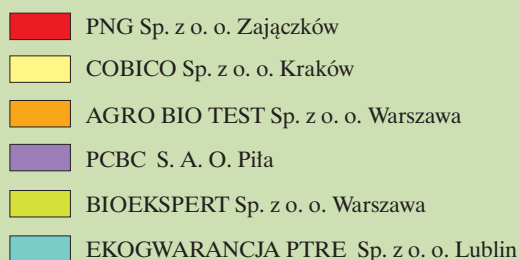 PNG Sp. z o. o. Zajączków
COBICO Sp. z o. o. Kraków
AGRO BIO TEST Sp. z o. o. Warszawa
PCBC S. A. O. Piła
BIOEKSPERT Sp. z o. o. Warszawa
EKOGWARANCJA PTRE Sp. z o. o. Lublin